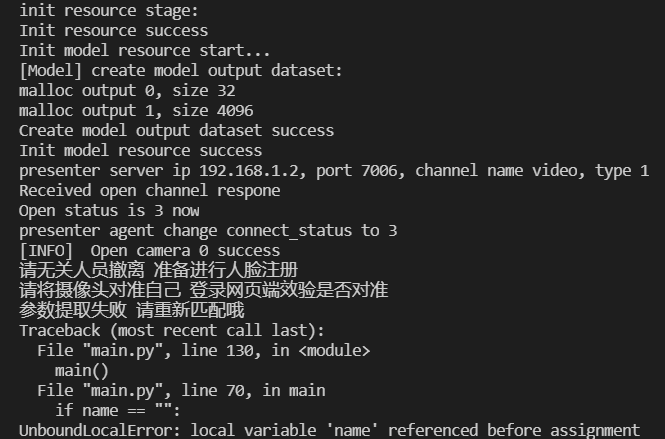 init resource stage:
Init resource success
Init model resource start...
[Model] create model output dataset:
malloc output 0, size 32
malloc output 1, size 4096
Create model output dataset success
Init model resource success
presenter server ip 192.168.1.2, port 7006, channel name video, type 1
Received open channel respone
Open status is 3 now
presenter agent change connect_status to 3
[INFO]  Open camera 0 success
请无关人员撤离 准备进行人脸注册
请将摄像头对准自己 登录网页端效验是否对准
参数提取失败 请重新匹配哦
Traceback (most recent call last):
  File "main.py", line 130, in <module>
    main()
  File "main.py", line 70, in main
    if name == "":
UnboundLocalError: local variable 'name' referenced before assignment